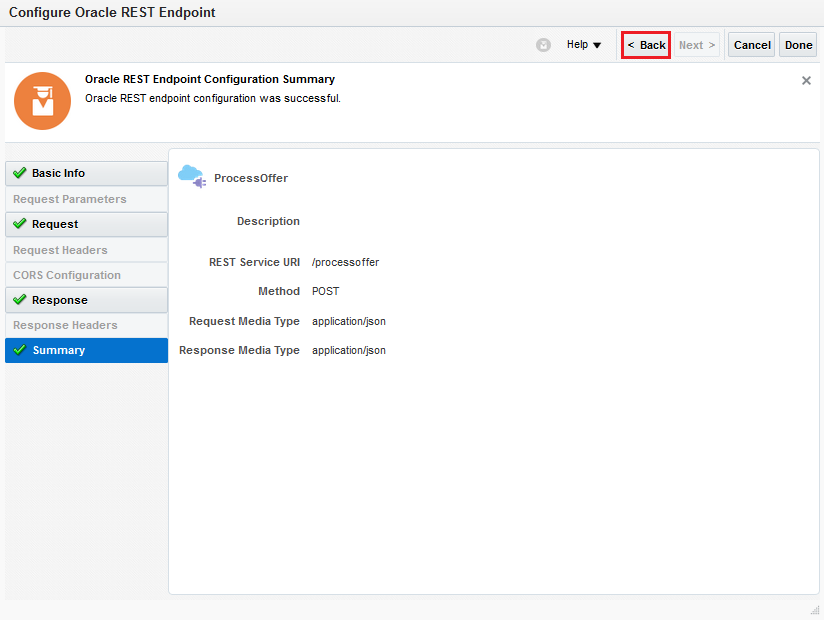 Configure Oracle REST Endpoint
Help
< Back
Next >
Cancel
Done
Oracle REST Endpoint Configuration Summary
Oracle REST endpoint configuration was successful.
Basic Info
Request Parameters
Request
Request Headers
CORS Configuration
Response
Response Headers
Summary
ProcessOffer
Description
REST Service URI /processoffer
Method POST
Request Media Type application/json
Response Media Type application/json